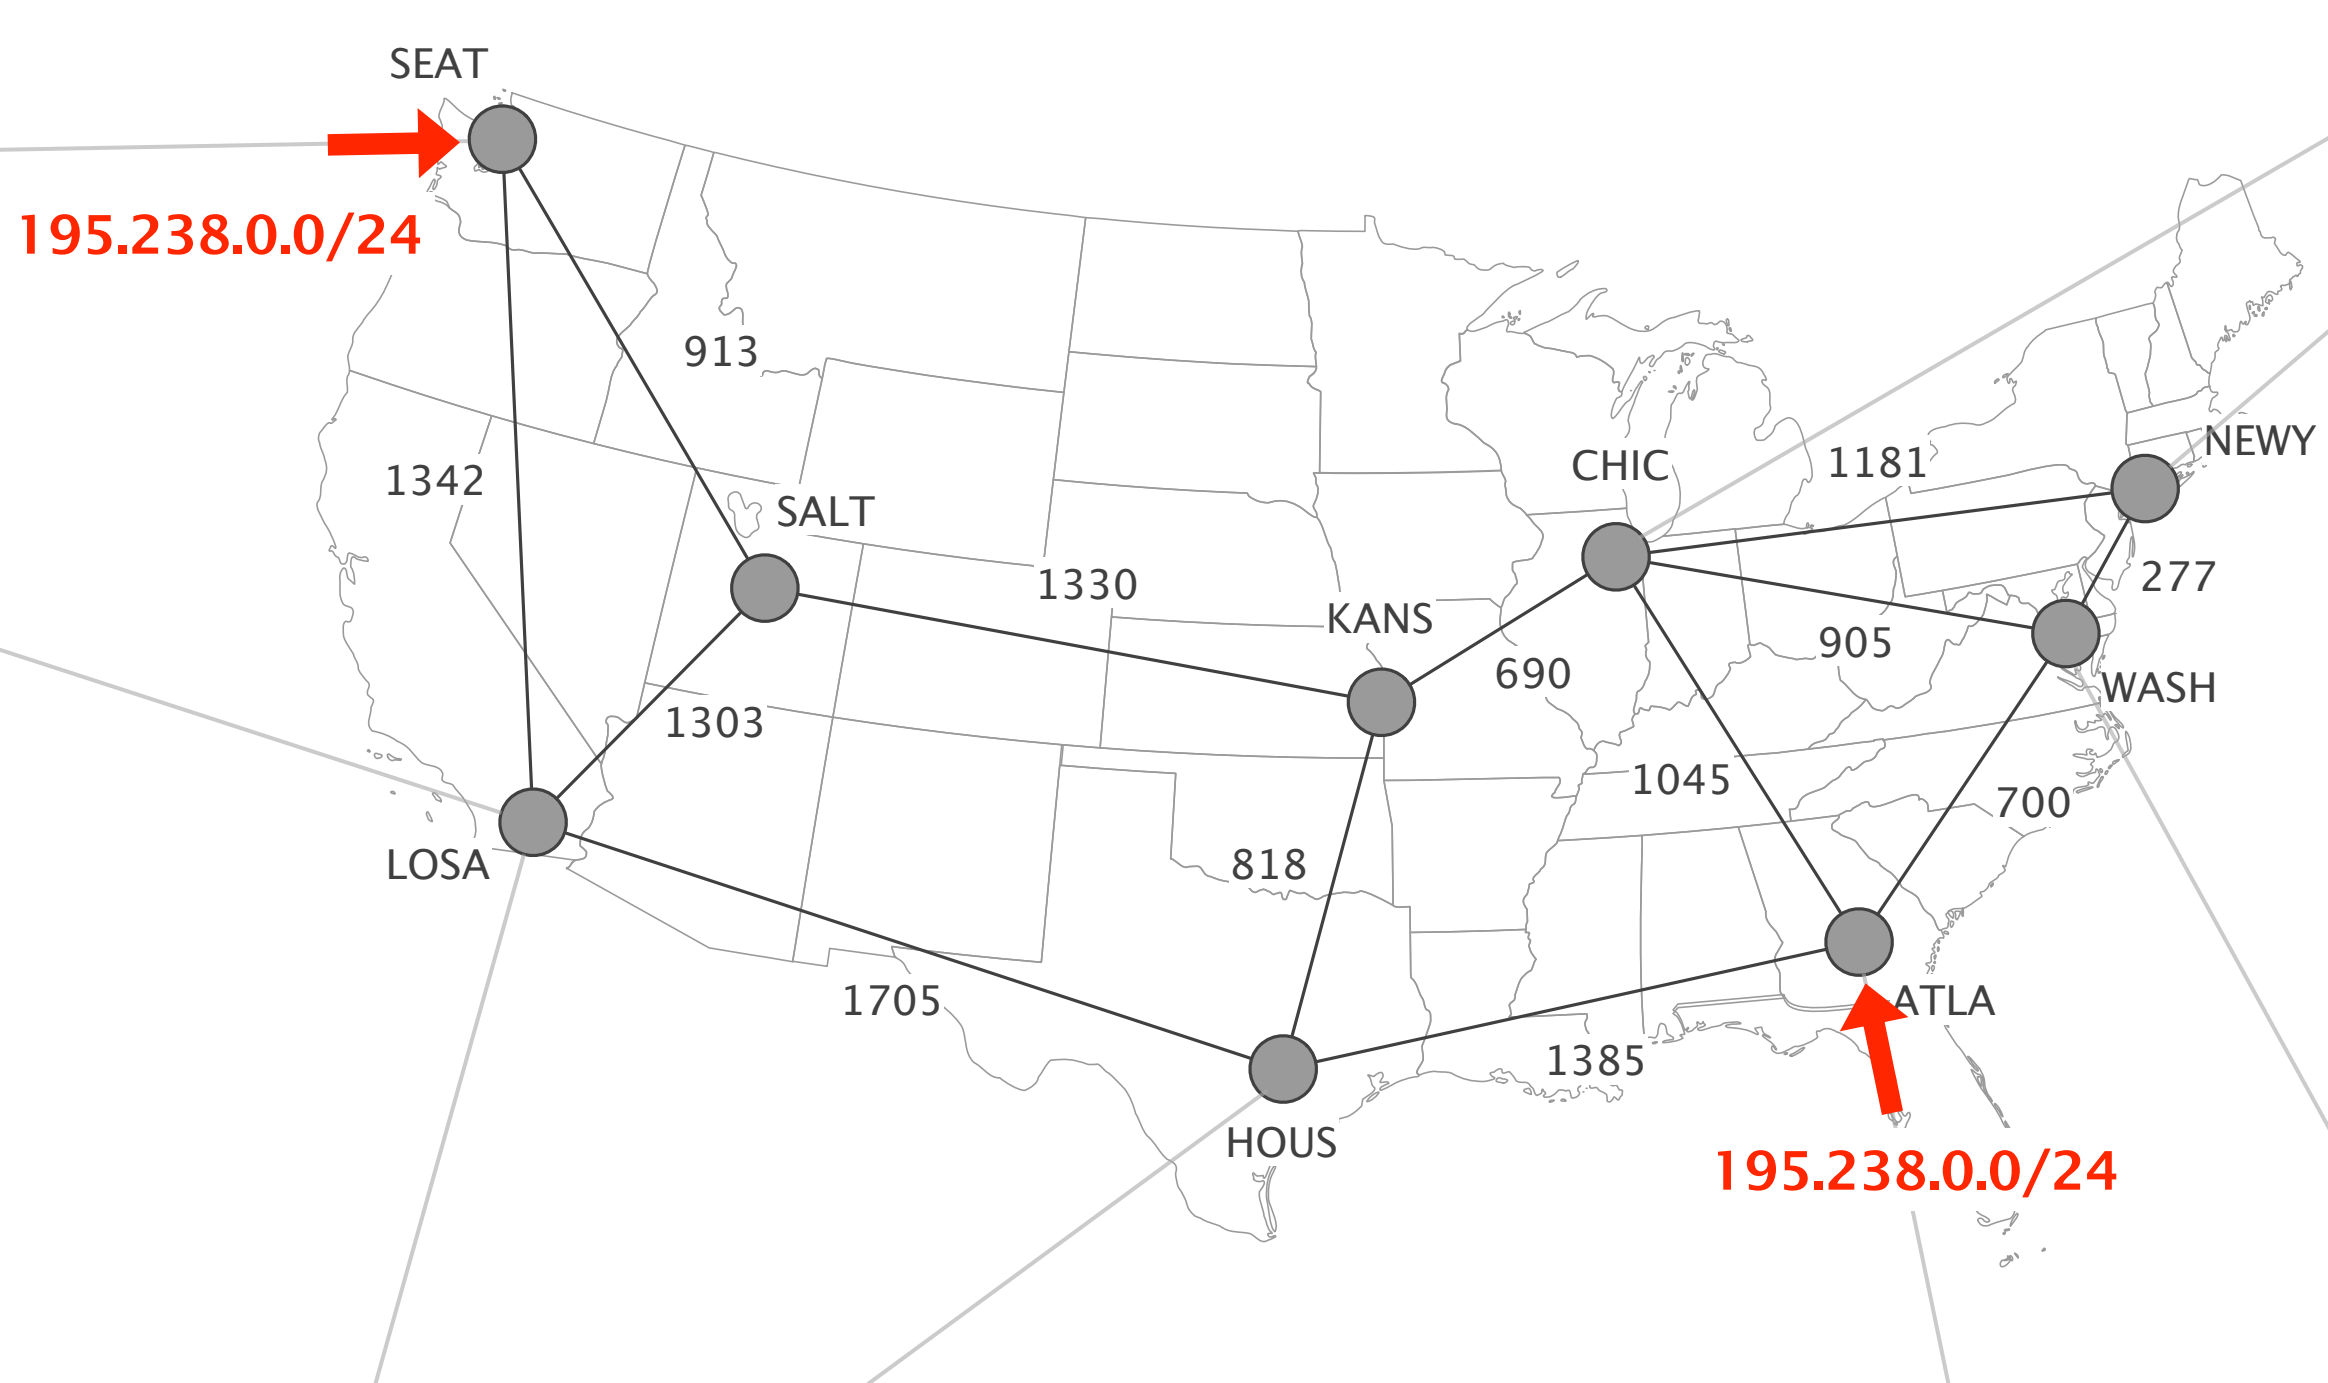 SEAT
195.238.0.0/24
913
CHIC
1181
NEWY
1342
SALT
1330
KANS
277
905
690
WASH
1303
1045
700
LOSA
818
1705
ATLA
1385
HOUS
195.238.0.0/24